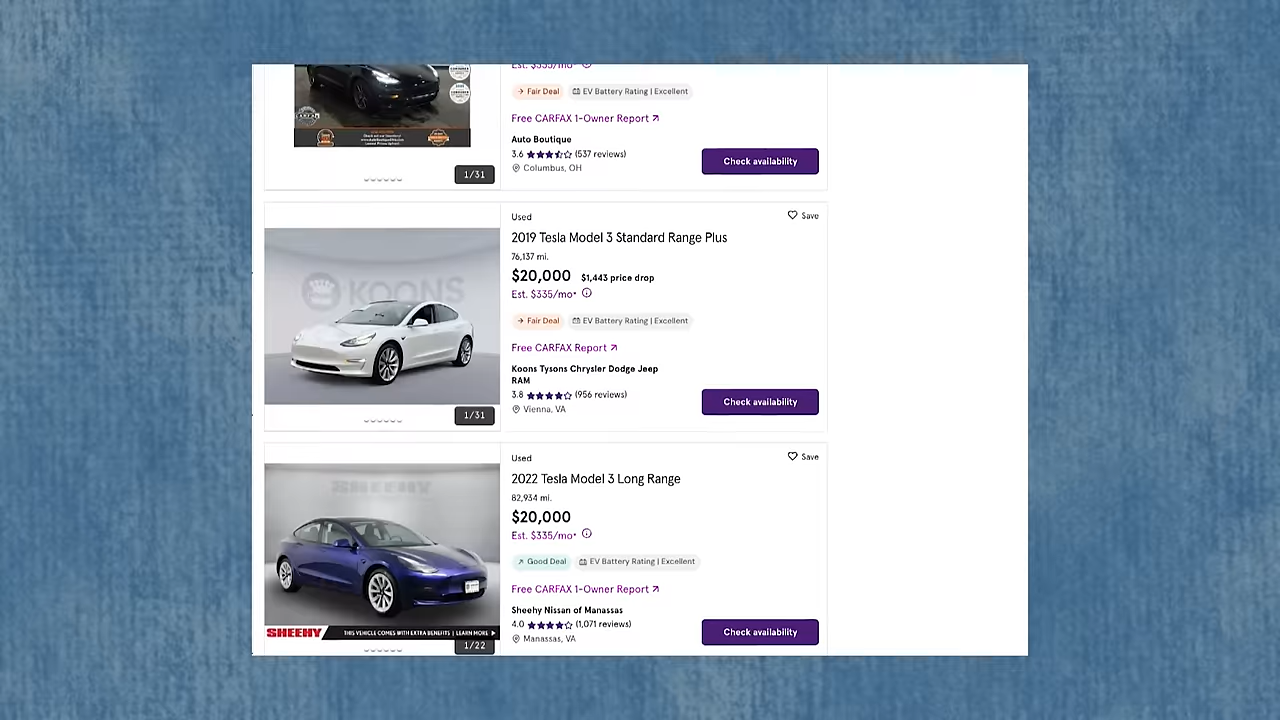 Est. $335/mo*
Fair Deal
EV Battery Rating | Excellent
Free CARFAX 1-Owner Report
Auto Boutique
3.6 (537 reviews)
Columbus, OH
Check availability
1/31
Used
Save
2019 Tesla Model 3 Standard Range Plus
76,137 mi.
$20,000 $1,443 price drop
Est. $335/mo*
Fair Deal
EV Battery Rating | Excellent
Free CARFAX Report
Koons Tysons Chrysler Dodge Jeep
RAM
3.8 (956 reviews)
Vienna, VA
Check availability
KOONS
1/31
Used
Save
2022 Tesla Model 3 Long Range
82,934 mi.
$20,000
Est. $335/mo*
Good Deal
EV Battery Rating | Excellent
Free CARFAX 1-Owner Report
Sheehy Nissan of Manassas
4.0 (1,071 reviews)
Manassas, VA
Check availability
SHEEHY
SHEEHY THIS VEHICLE COMES WITH EXTRA BENEFITS | LEARN MORE
1/22